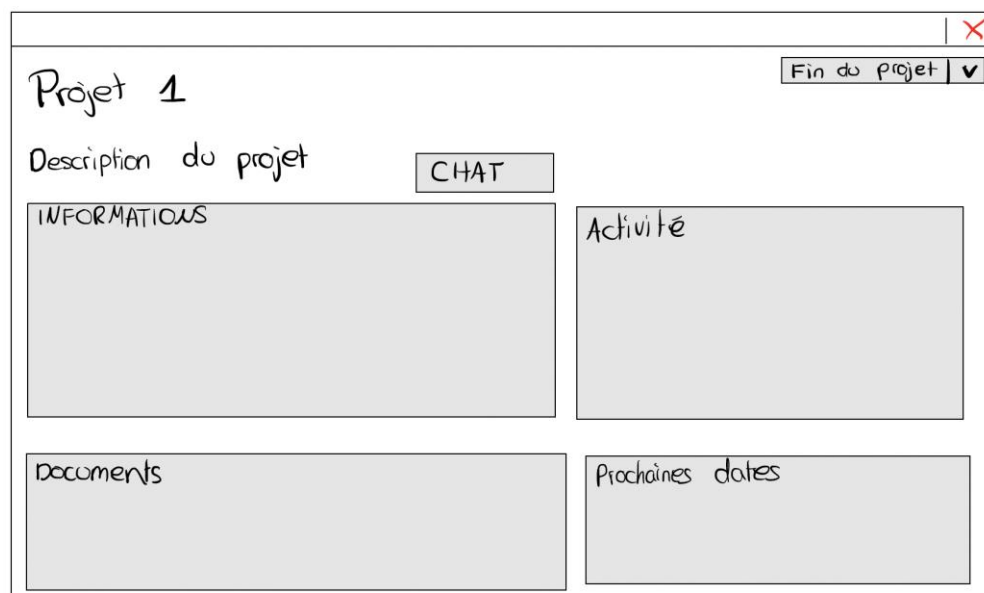 Fin du projet
Projet 1
Description du projet
CHAT
INFORMATIONS
Activité
Documents
Prochaines dates